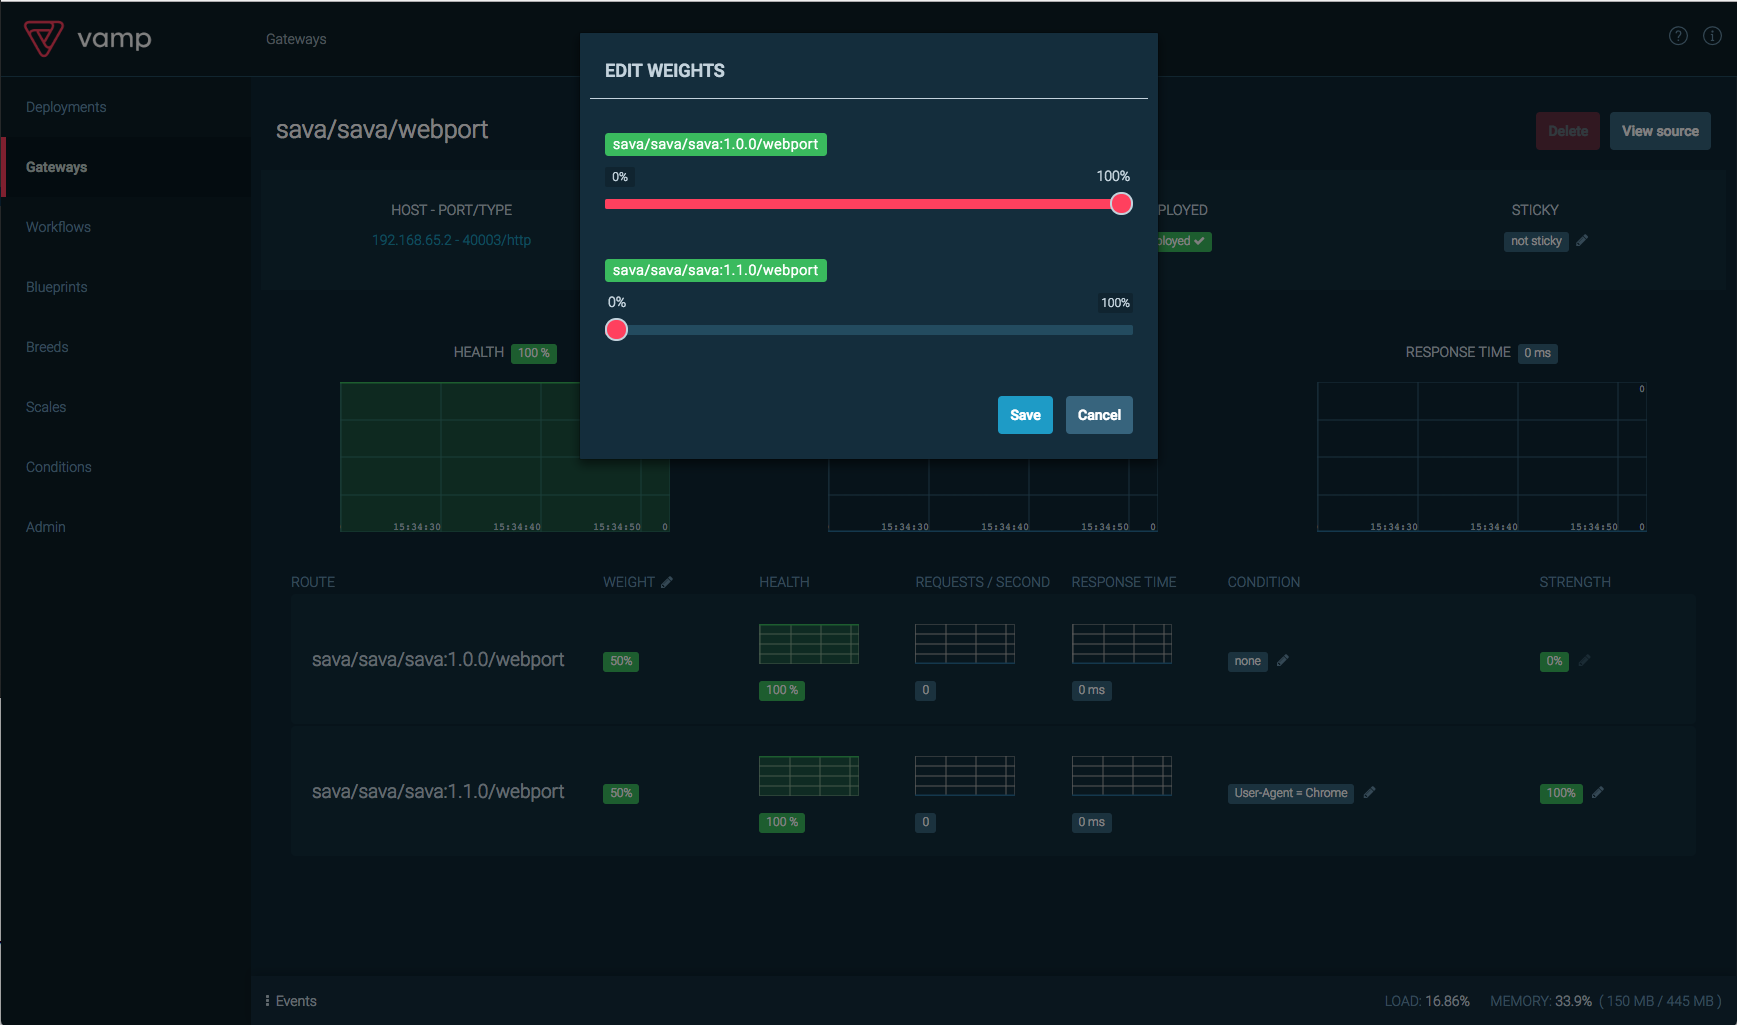 vamp
Gateways
Deployments
Gateways
Workflows
Blueprints
Breeds
Scales
Conditions
Admin
sava/sava/webport
Delete
View source
HOST - PORT/TYPE
192.168.65.2 - 40003/http
PLOYED
ployed
STICKY
not sticky
EDIT WEIGHTS
sava/sava/sava:1.0.0/webport
0%
100%
sava/sava/sava:1.1.0/webport
0%
100%
Save
Cancel
HEALTH 100 %
15:34:30 15:34:40 15:34:50 0
15:34:30 15:34:40 15:34:50 0
RESPONSE TIME 0 ms
0
15:34:30 15:34:40 15:34:50 0
ROUTE WEIGHT HEALTH REQUESTS / SECOND RESPONSE TIME CONDITION STRENGTH
sava/sava/sava:1.0.0/webport 50% none 0%
100 % 0 0 ms
sava/sava/sava:1.1.0/webport 50% User-Agent = Chrome 100%
100 % 0 0 ms
Events
LOAD: 16.86% MEMORY: 33.9% ( 150 MB / 445 MB )